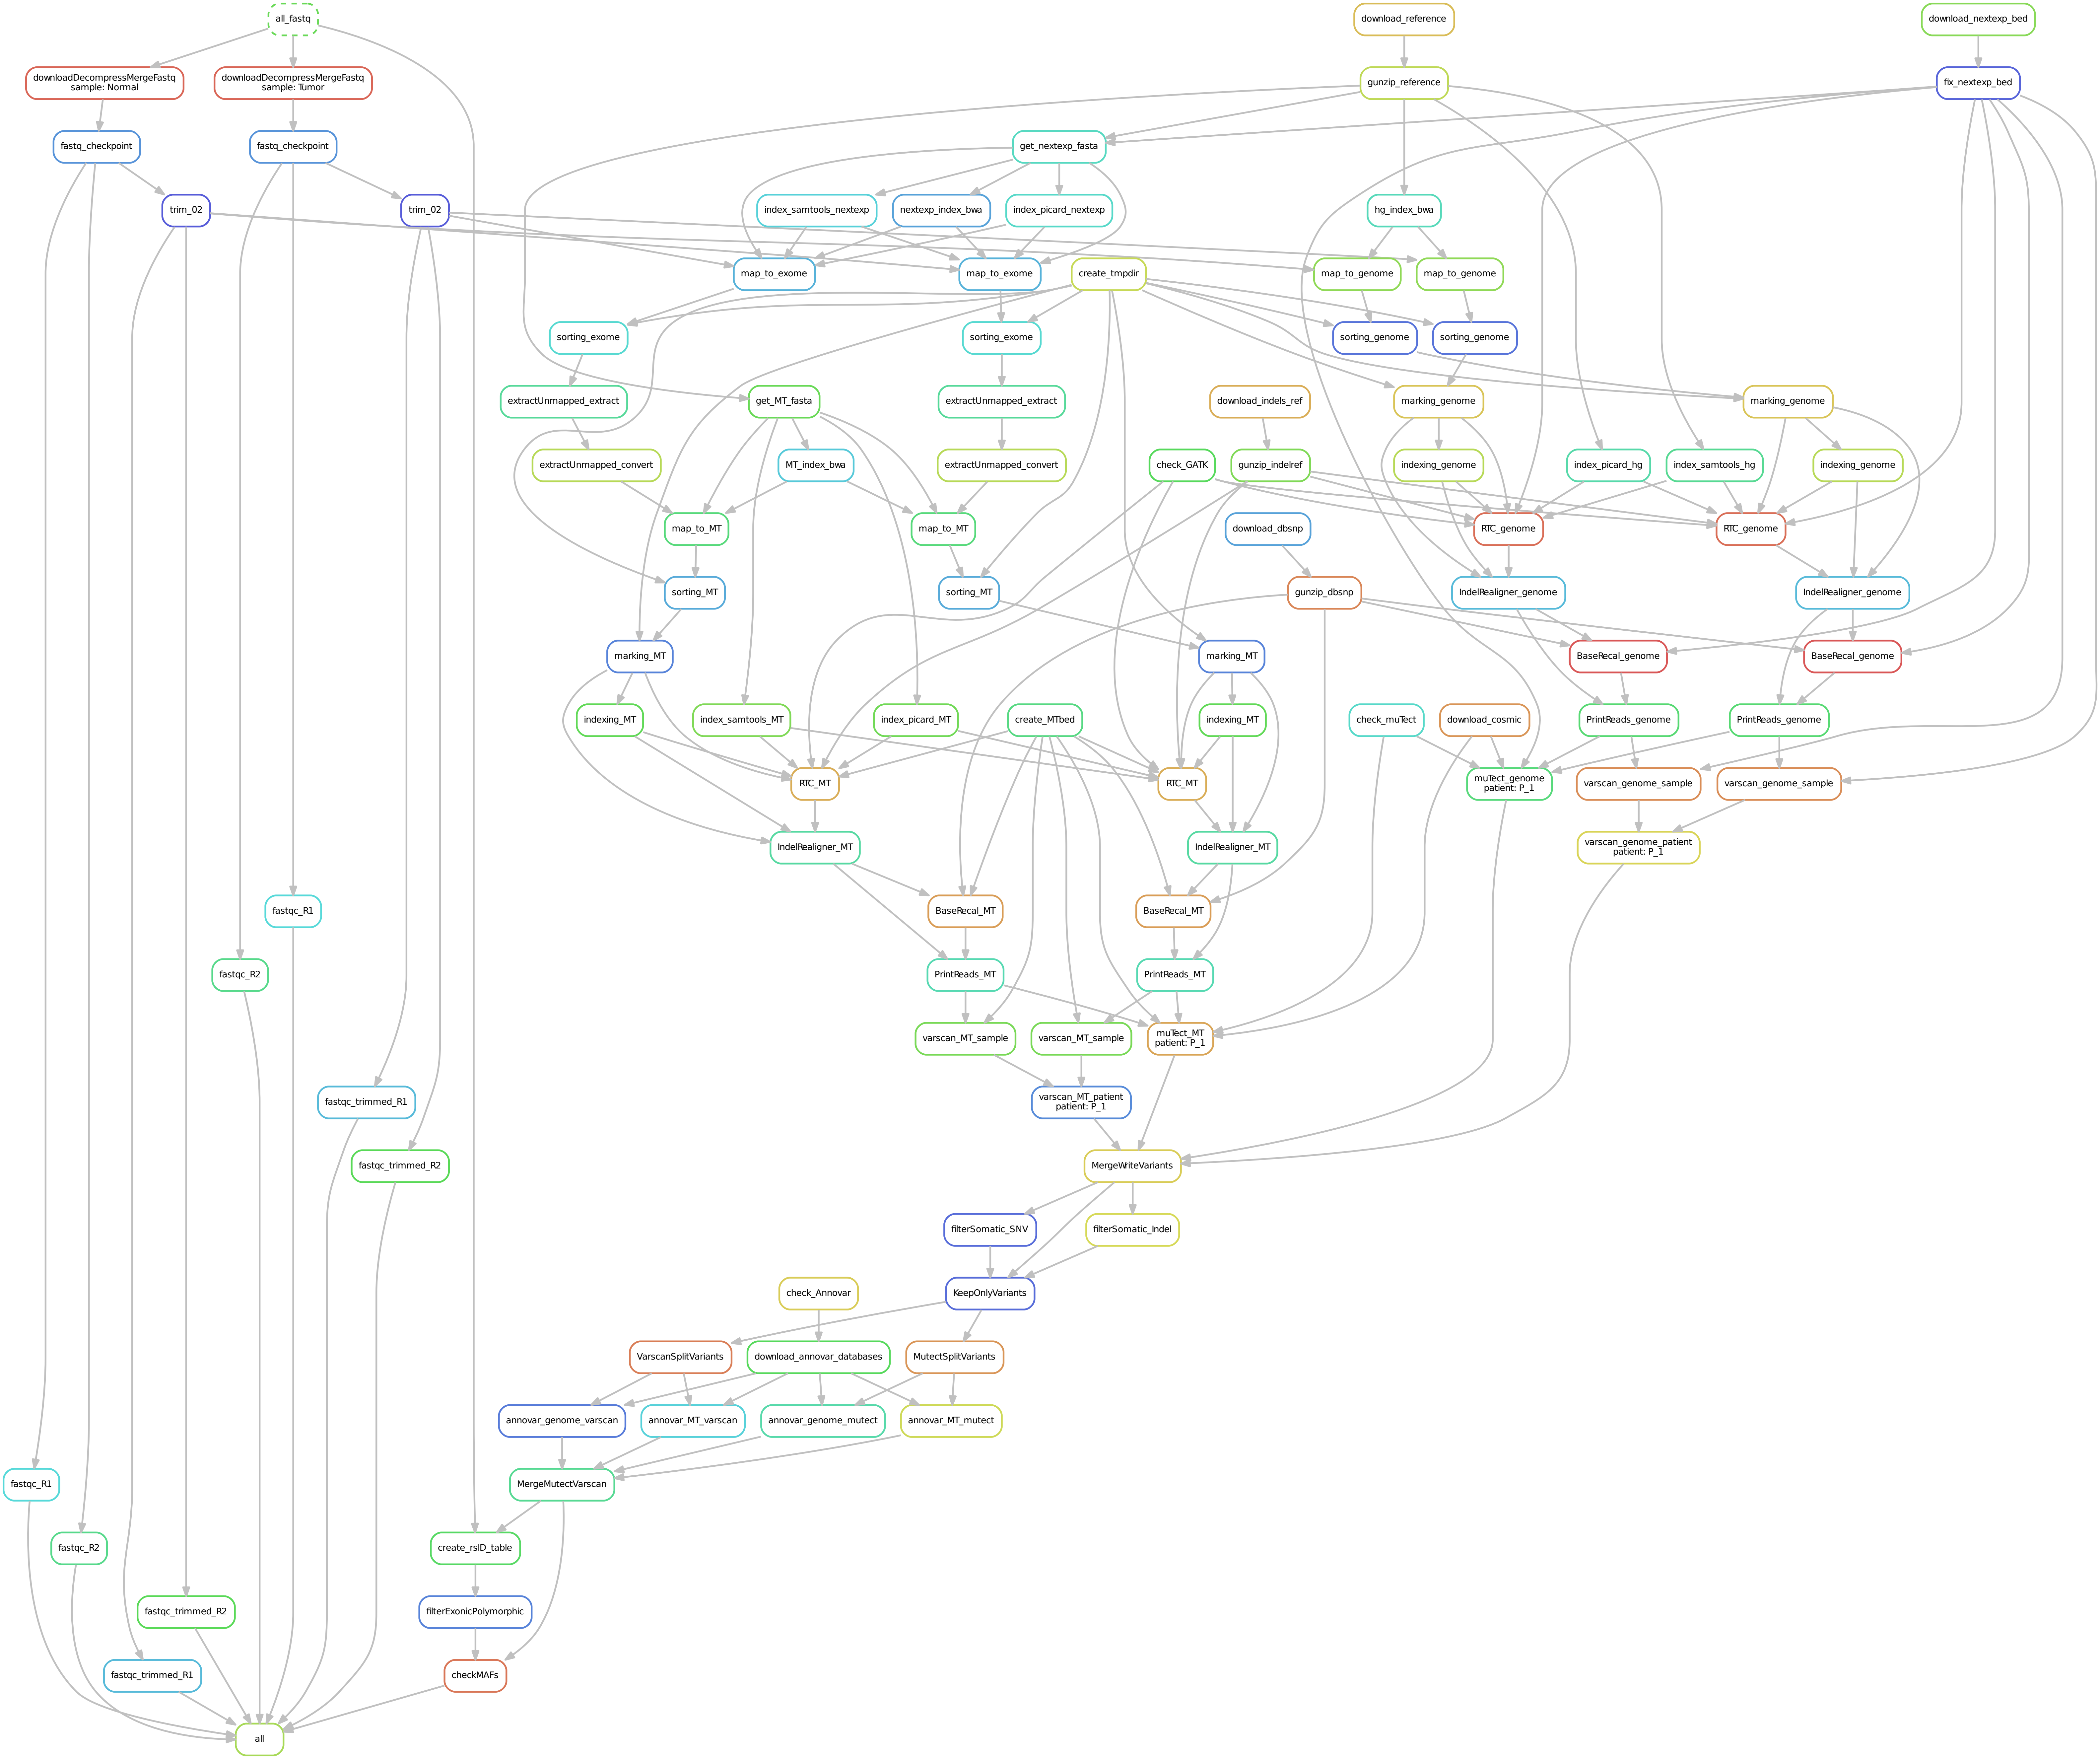 all_fastq
download_reference
download_nextexp_bed
downloadDecompressMergeFastq
sample: Normal
downloadDecompressMergeFastq
sample: Tumor
gunzip_reference
fix_nextexp_bed
fastq_checkpoint
fastq_checkpoint
get_nextexp_fasta
trim_02
trim_02
index_samtools_nextexp
nextexp_index_bwa
index_picard_nextexp
hg_index_bwa
map_to_exome
map_to_exome
create_tmpdir
map_to_genome
map_to_genome
sorting_exome
sorting_exome
sorting_genome
sorting_genome
extractUnmapped_extract
get_MT_fasta
extractUnmapped_extract
download_indels_ref
marking_genome
marking_genome
extractUnmapped_convert
MT_index_bwa
extractUnmapped_convert
check_GATK
gunzip_indelref
indexing_genome
index_picard_hg
index_samtools_hg
indexing_genome
map_to_MT
map_to_MT
download_dbsnp
RTC_genome
RTC_genome
sorting_MT
sorting_MT
gunzip_dbsnp
IndelRealigner_genome
IndelRealigner_genome
marking_MT
marking_MT
BaseRecal_genome
BaseRecal_genome
indexing_MT
index_samtools_MT
index_picard_MT
create_MTbed
indexing_MT
check_muTect
download_cosmic
PrintReads_genome
PrintReads_genome
RTC_MT
RTC_MT
muTect_genome
patient: P_1
varscan_genome_sample
varscan_genome_sample
IndelRealigner_MT
IndelRealigner_MT
varscan_genome_patient
patient: P_1
fastqc_R1
BaseRecal_MT
BaseRecal_MT
fastqc_R2
PrintReads_MT
PrintReads_MT
varscan_MT_sample
varscan_MT_sample
muTect_MT
patient: P_1
fastqc_trimmed_R1
varscan_MT_patient
patient: P_1
fastqc_trimmed_R2
MergeWriteVariants
filterSomatic_SNV
filterSomatic_Indel
check_Annovar
KeepOnlyVariants
VarscanSplitVariants
download_annovar_databases
MutectSplitVariants
annovar_genome_varscan
annovar_MT_varscan
annovar_genome_mutect
annovar_MT_mutect
fastqc_R1
MergeMutectVarscan
fastqc_R2
create_rsID_table
fastqc_trimmed_R2
filterExonicPolymorphic
fastqc_trimmed_R1
checkMAFs
all